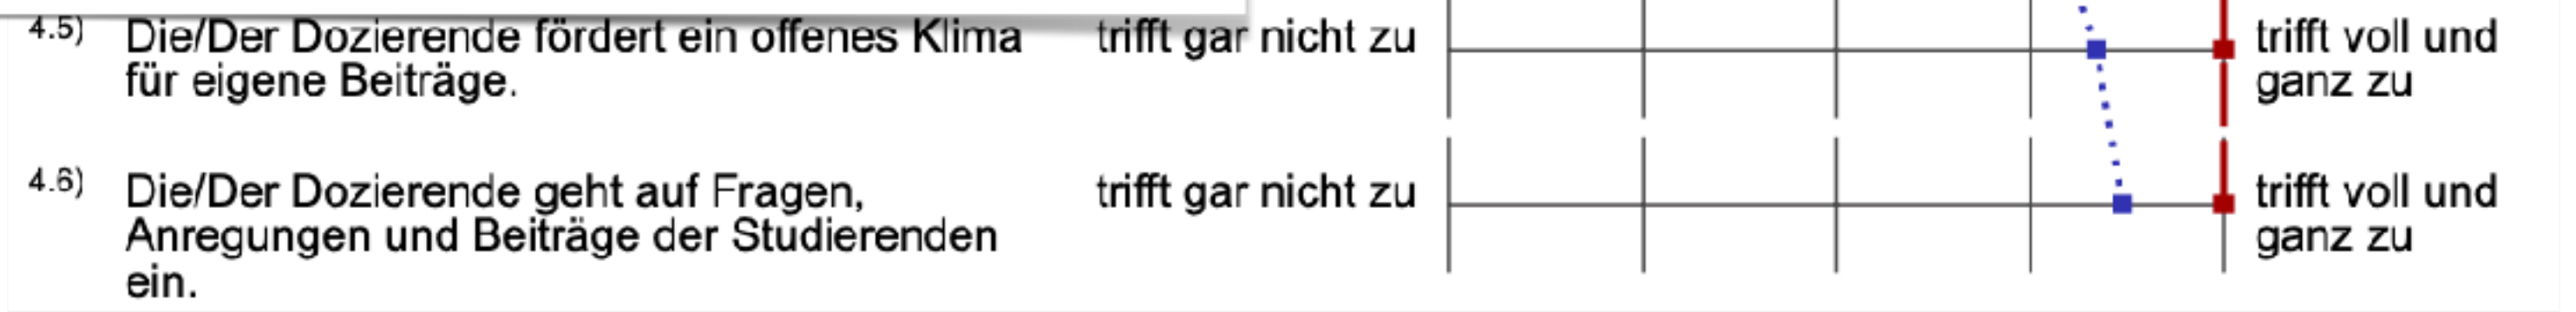 4.5) Die/Der Dozierende fördert ein offenes Klima trifft gar nicht zu trifft voll und
für eigene Beiträge. ganz zu
4.6) Die/Der Dozierende geht auf Fragen, trifft gar nicht zu trifft voll und
Anregungen und Beiträge der Studierenden ganz zu
ein.